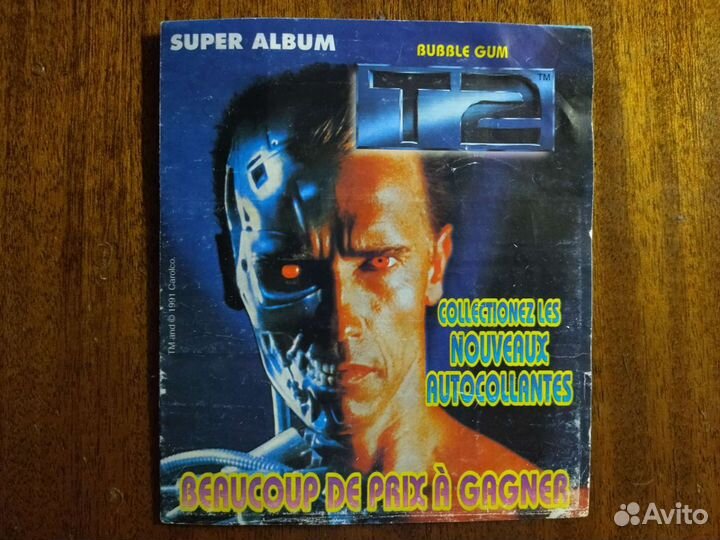 SUPER ALBUM
BUBBLE GUM
T2 TM
TM and © 1991 Carolco.
COLLECTIONEZ LES
NOUVEAUX
AUTOCOLLANTES
BEAUCOUP DE PRIX À GAGNER
Avito